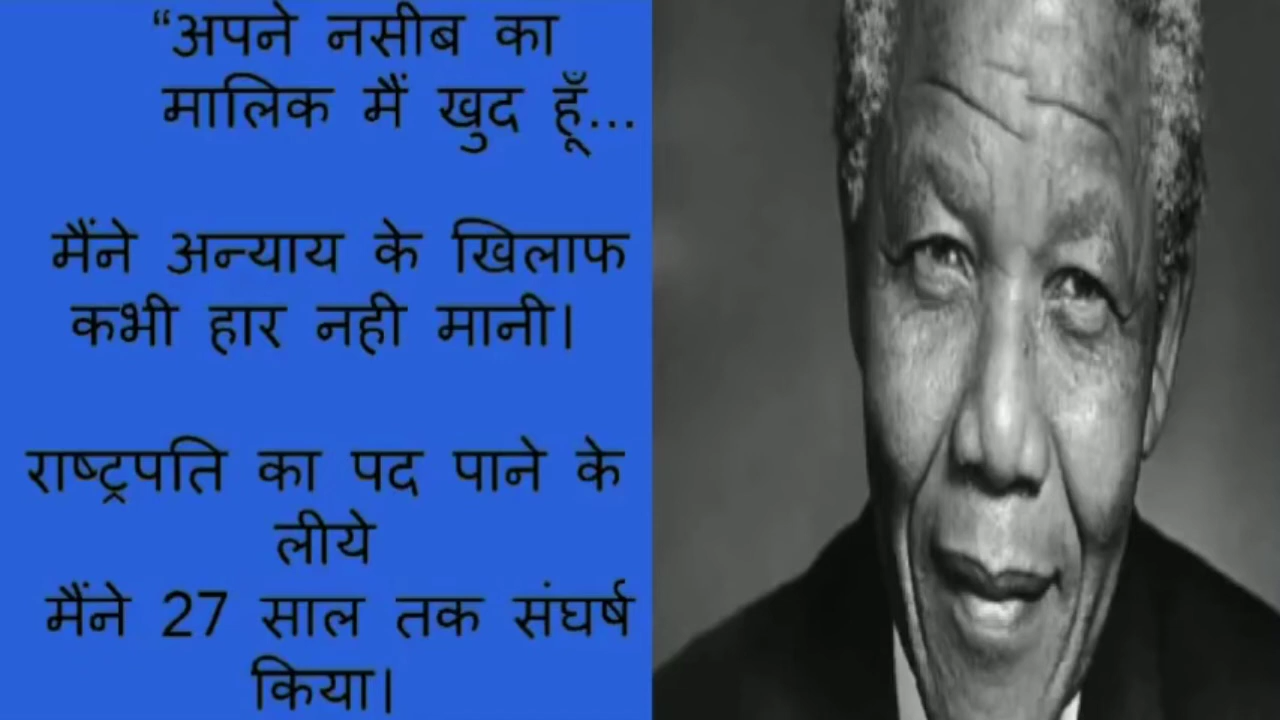 “अपने नसीब का
मालिक मैं खुद हूँ...
मैंने अन्याय के खिलाफ
कभी हार नही मानी।
राष्ट्रपति का पद पाने के
लीये
मैंने 27 साल तक संघर्ष
किया।